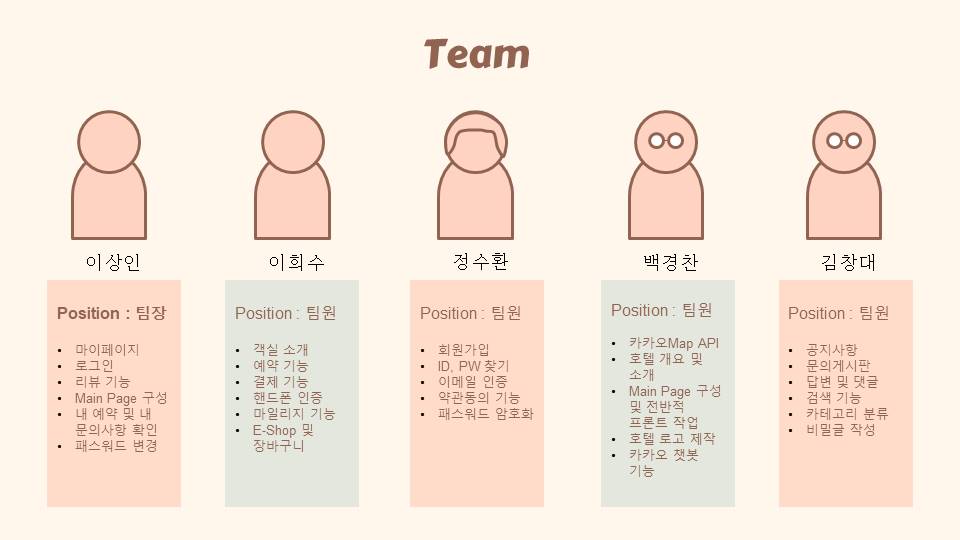 Team
이상인
Position : 팀장
• 마이페이지
• 로그인
• 리뷰 기능
• Main Page 구성
• 내 예약 및 내
문의사항 확인
• 패스워드 변경
이희수
Position : 팀원
• 객실 소개
• 예약 기능
• 결제 기능
• 핸드폰 인증
• 마일리지 기능
• E-Shop 및
장바구니
정수환
Position : 팀원
• 회원가입
• ID, PW 찾기
• 이메일 인증
• 약관동의 기능
• 패스워드 암호화
백경찬
Position : 팀원
• 카카오Map API
• 호텔 개요 및
소개
• Main Page 구성
및 전반적
프론트 작업
• 호텔 로고 제작
• 카카오 챗봇
기능
김창대
Position : 팀원
• 공지사항
• 문의게시판
• 답변 및 댓글
• 검색 기능
• 카테고리 분류
• 비밀글 작성